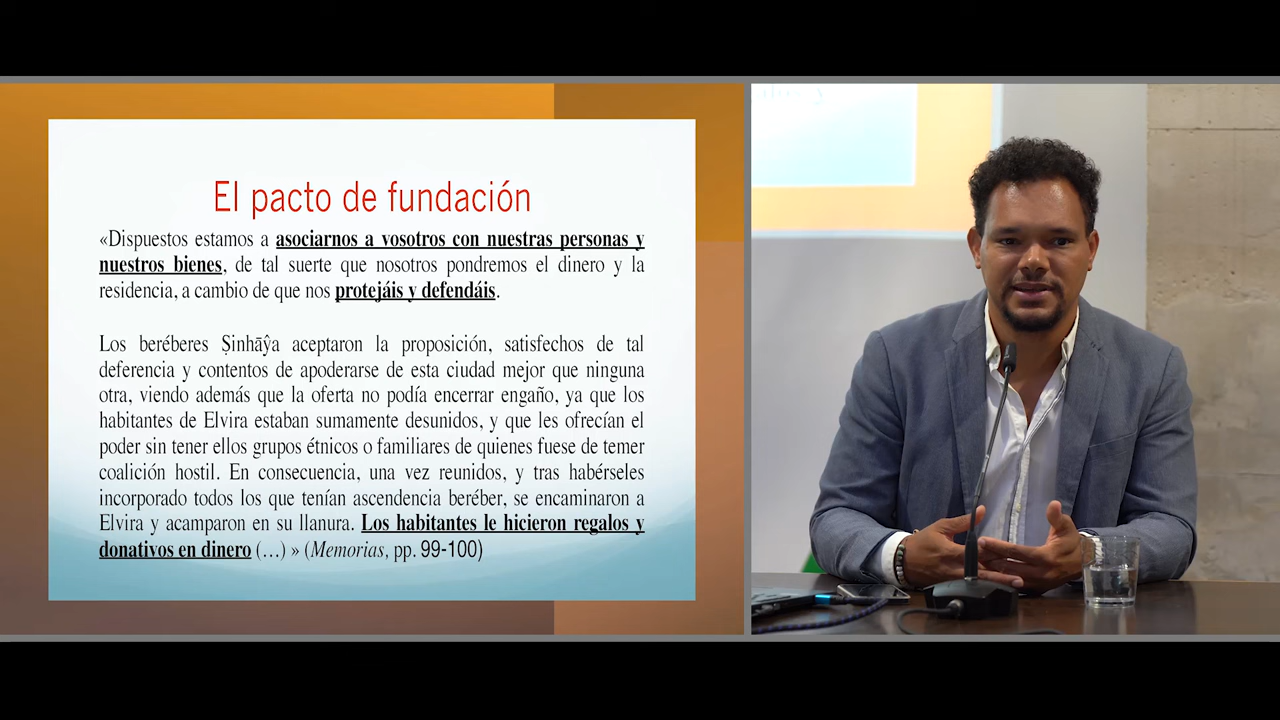 El pacto de fundación
«Dispuestos estamos a asociarnos a vosotros con nuestras personas y
nuestros bienes, de tal suerte que nosotros pondremos el dinero y la
residencia, a cambio de que nos protejáis y defendáis.
Los beréberes Ṣinhāŷa aceptaron la proposición, satisfechos de tal
deferencia y contentos de apoderarse de esta ciudad mejor que ninguna
otra, viendo además que la oferta no podía encerrar engaño, ya que los
habitantes de Elvira estaban sumamente desunidos, y que les ofrecían el
poder sin tener ellos grupos étnicos o familiares de quienes fuese de temer
coalición hostil. En consecuencia, una vez reunidos, y tras habérseles
incorporado todos los que tenían ascendencia beréber, se encaminaron a
Elvira y acamparon en su llanura. Los habitantes le hicieron regalos y
donativos en dinero (…) » (Memorias, pp. 99-100)